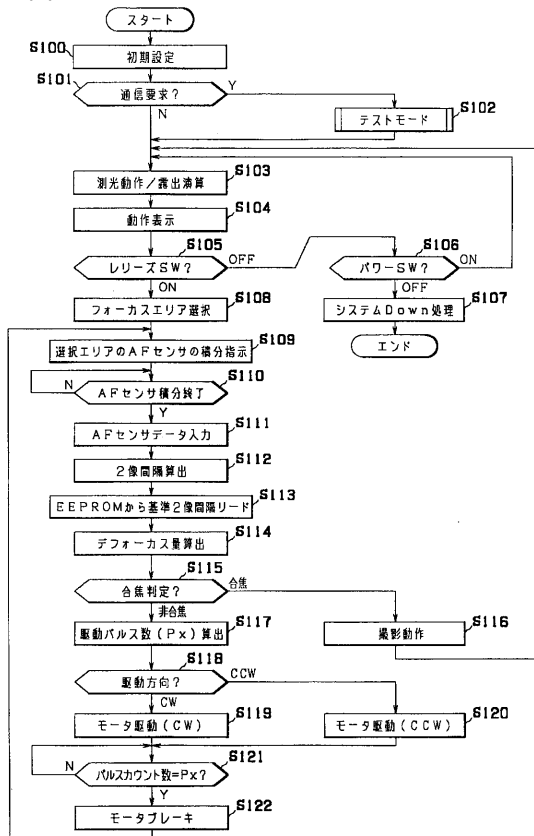 スタート
S100
初期設定
S101
通信要求?
Y
N
S102
テストモード
S103
測光動作/露出演算
S104
動作表示
S105
レリーズSW?
OFF
ON
S106
パワーSW?
ON
OFF
S107
システムDown処理
エンド
S108
フォーカスエリア選択
S109
選択エリアのAFセンサの積分指示
S110
AFセンサ積分終了
N
Y
S111
AFセンサデータ入力
S112
2像間隔算出
S113
EEPROMから基準2像間隔リード
S114
デフォーカス量算出
S115
合焦判定?
合焦
非合焦
S116
撮影動作
S117
駆動パルス数(Px)算出
S118
駆動方向?
CCW
CW
S119
モータ駆動(CW)
S120
モータ駆動(CCW)
S121
パルスカウント数=Px?
N
Y
S122
モータブレーキ